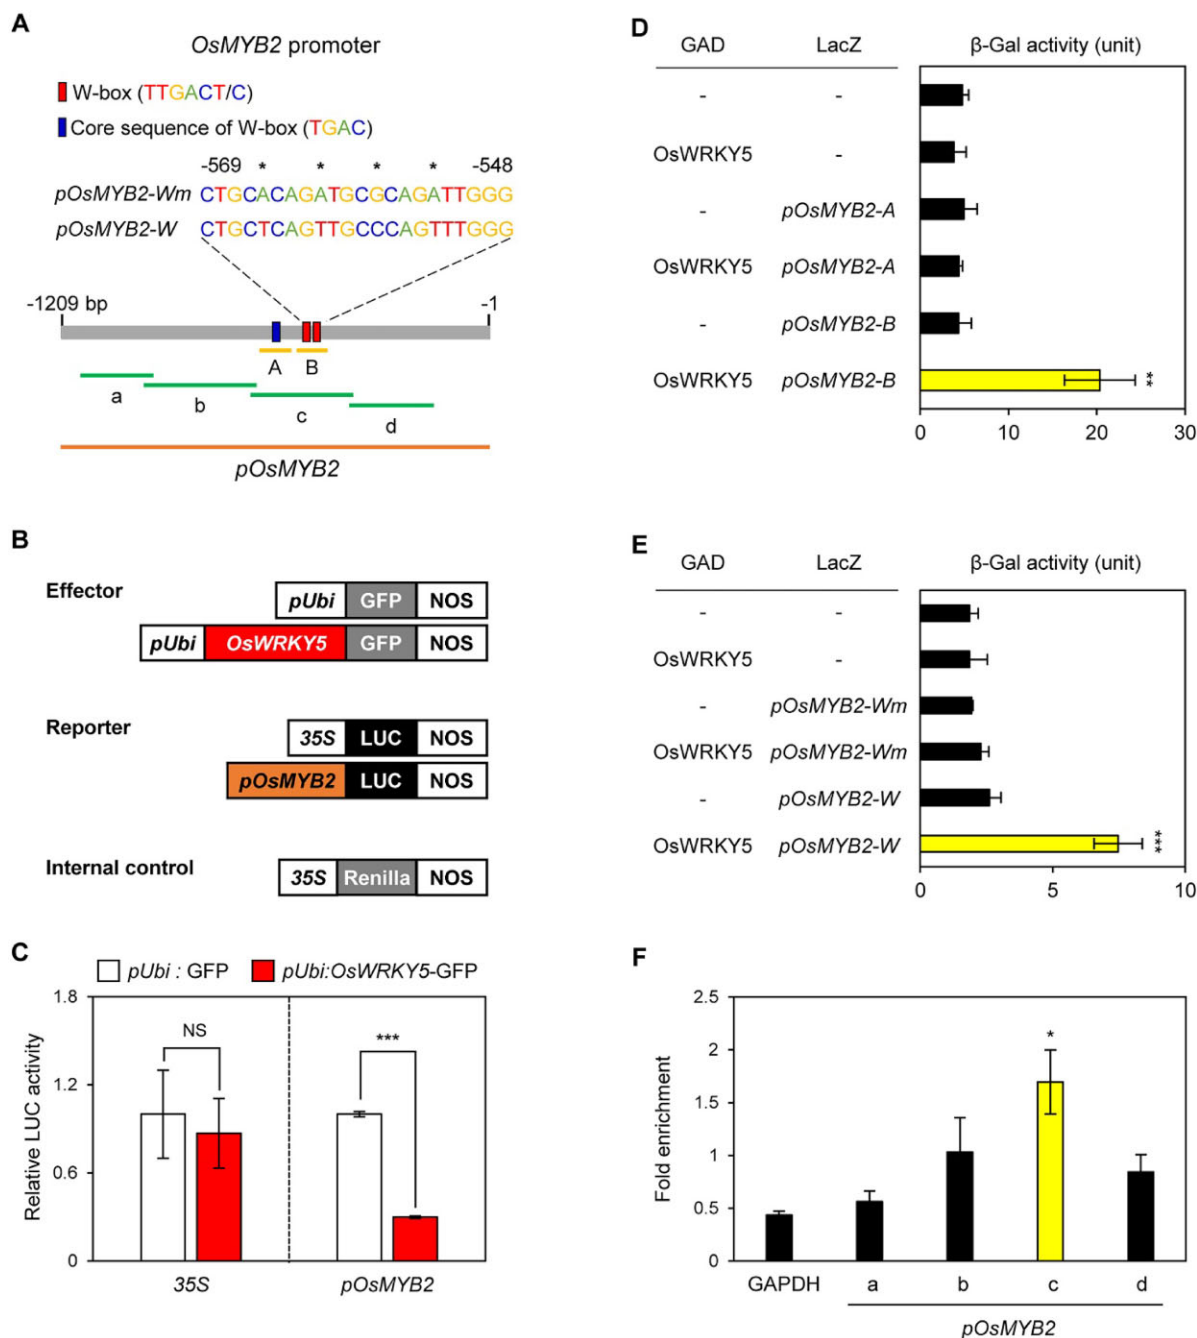 A
OsMYB2 promoter
W-box (TTGACT/C)
Core sequence of W-box (TGAC)
-569 * * * * -548
pOsMYB2-Wm CTGCACAGATGCGCAGATTGGG
pOsMYB2-W CTGCTCAGTTGCCCAGTTTGGG
-1209 bp -1
A B
a b c d
pOsMYB2
B
Effector
pUbi GFP NOS
pUbi OsWRKY5 GFP NOS
Reporter
35S LUC NOS
pOsMYB2 LUC NOS
Internal control
35S Renilla NOS
C
pUbi : GFP pUbi:OsWRKY5-GFP
Relative LUC activity
1.8
1.2
0.6
0
NS
***
35S pOsMYB2
D
GAD LacZ β-Gal activity (unit)
- -
OsWRKY5 -
- pOsMYB2-A
OsWRKY5 pOsMYB2-A
- pOsMYB2-B
OsWRKY5 pOsMYB2-B **
0 10 20 30
E
GAD LacZ β-Gal activity (unit)
- -
OsWRKY5 -
- pOsMYB2-Wm
OsWRKY5 pOsMYB2-Wm
- pOsMYB2-W
OsWRKY5 pOsMYB2-W ***
0 5 10
F
Fold enrichment
2.5
2
1.5
1
0.5
0
*
GAPDH a b c d
pOsMYB2